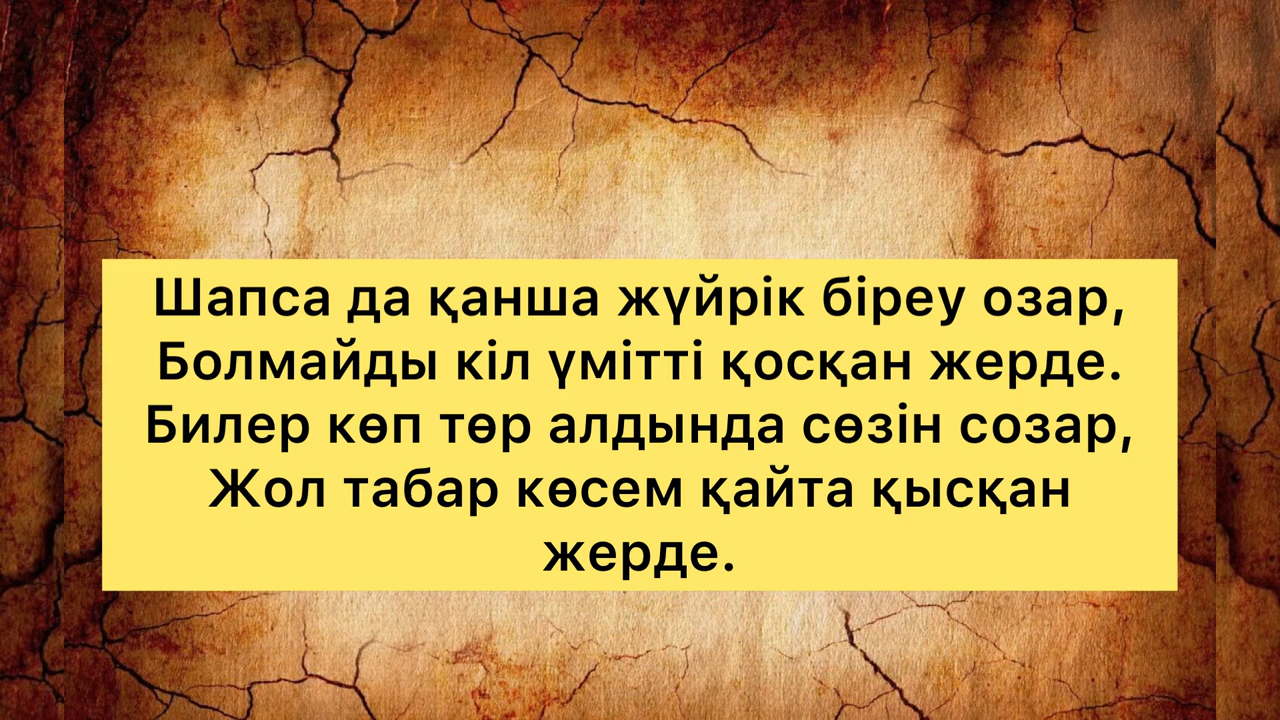 Шапса да қанша жүйрік біреу озар,
Болмайды кіл үмітті қосқан жерде.
Билер көп төр алдында сөзін созар,
Жол табар көсем қайта қысқан
жерде.